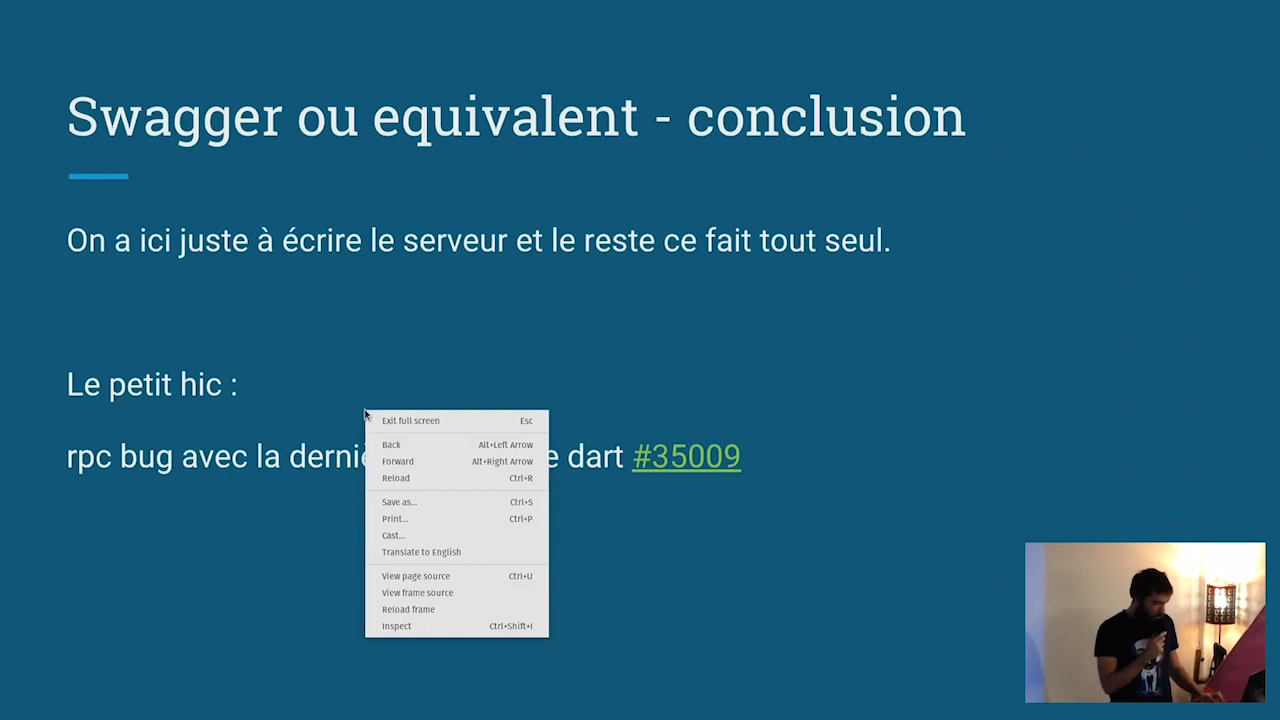 Swagger ou equivalent - conclusion
On a ici juste à écrire le serveur et le reste ce fait tout seul.
Le petit hic :
rpc bug avec la derni e dart #35009
Exit full screen Esc
Back Alt+Left Arrow
Forward Alt+Right Arrow
Reload Ctrl+R
Save as... Ctrl+S
Print... Ctrl+P
Cast...
Translate to English
View page source Ctrl+U
View frame source
Reload frame
Inspect Ctrl+Shift+I